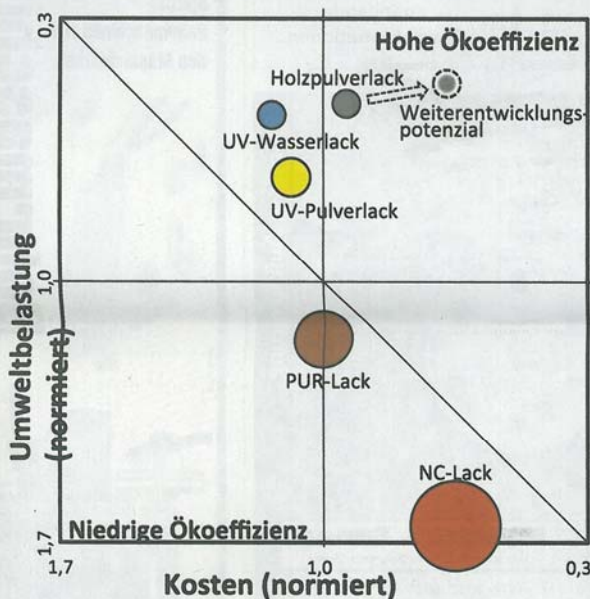 0,3
Hohe Ökoeffizienz
Holzpulverlack
Weiterentwicklungs-
potenzial
UV-Wasserlack
UV-Pulverlack
1,0
Umweltbelastung
(normiert)
PUR-Lack
NC-Lack
Niedrige Ökoeffizienz
1,7
1,7
1,0
0,3
Kosten (normiert)